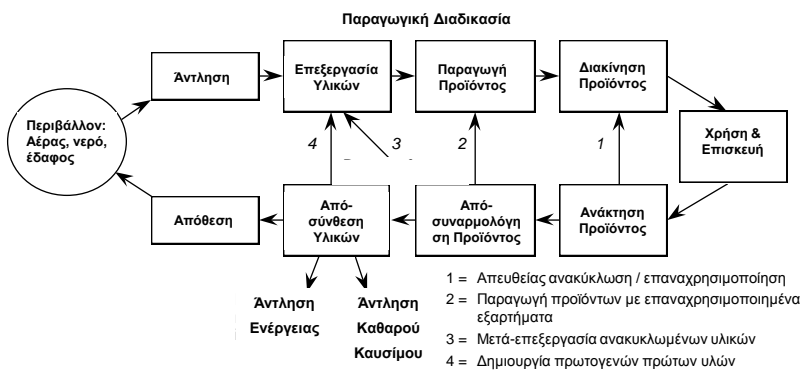 Παραγωγική Διαδικασία
Άντληση
Επεξεργασία
Υλικών
Παραγωγή
Προϊόντος
Διακίνηση
Προϊόντος
Περιβάλλον:
Αέρας, νερό,
έδαφος
Χρήση &
Επισκευή
4
3
2
1
Απόθεση
Από-
σύνθεση
Υλικών
Από-
συναρμολόγη
ση Προϊόντος
Ανάκτηση
Προϊόντος
Άντληση
Ενέργειας
Άντληση
Καθαρού
Καυσίμου
1 = Απευθείας ανακύκλωση / επαναχρησιμοποίηση
2 = Παραγωγή προϊόντων με επαναχρησιμοποιημένα
εξαρτήματα
3 = Μετά-επεξεργασία ανακυκλωμένων υλικών
4 = Δημιουργία πρωτογενών πρώτων υλών